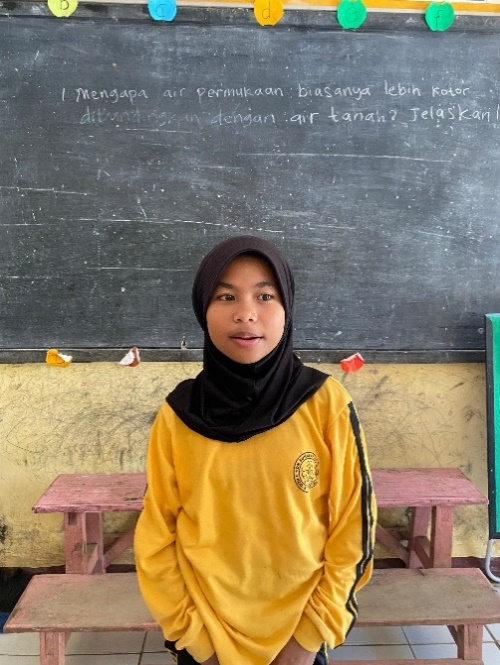 b c d e f
1 Mengapa air permukaan biasanya lebih kotor
dibandingkan dengan air tanah? Jelaskan!